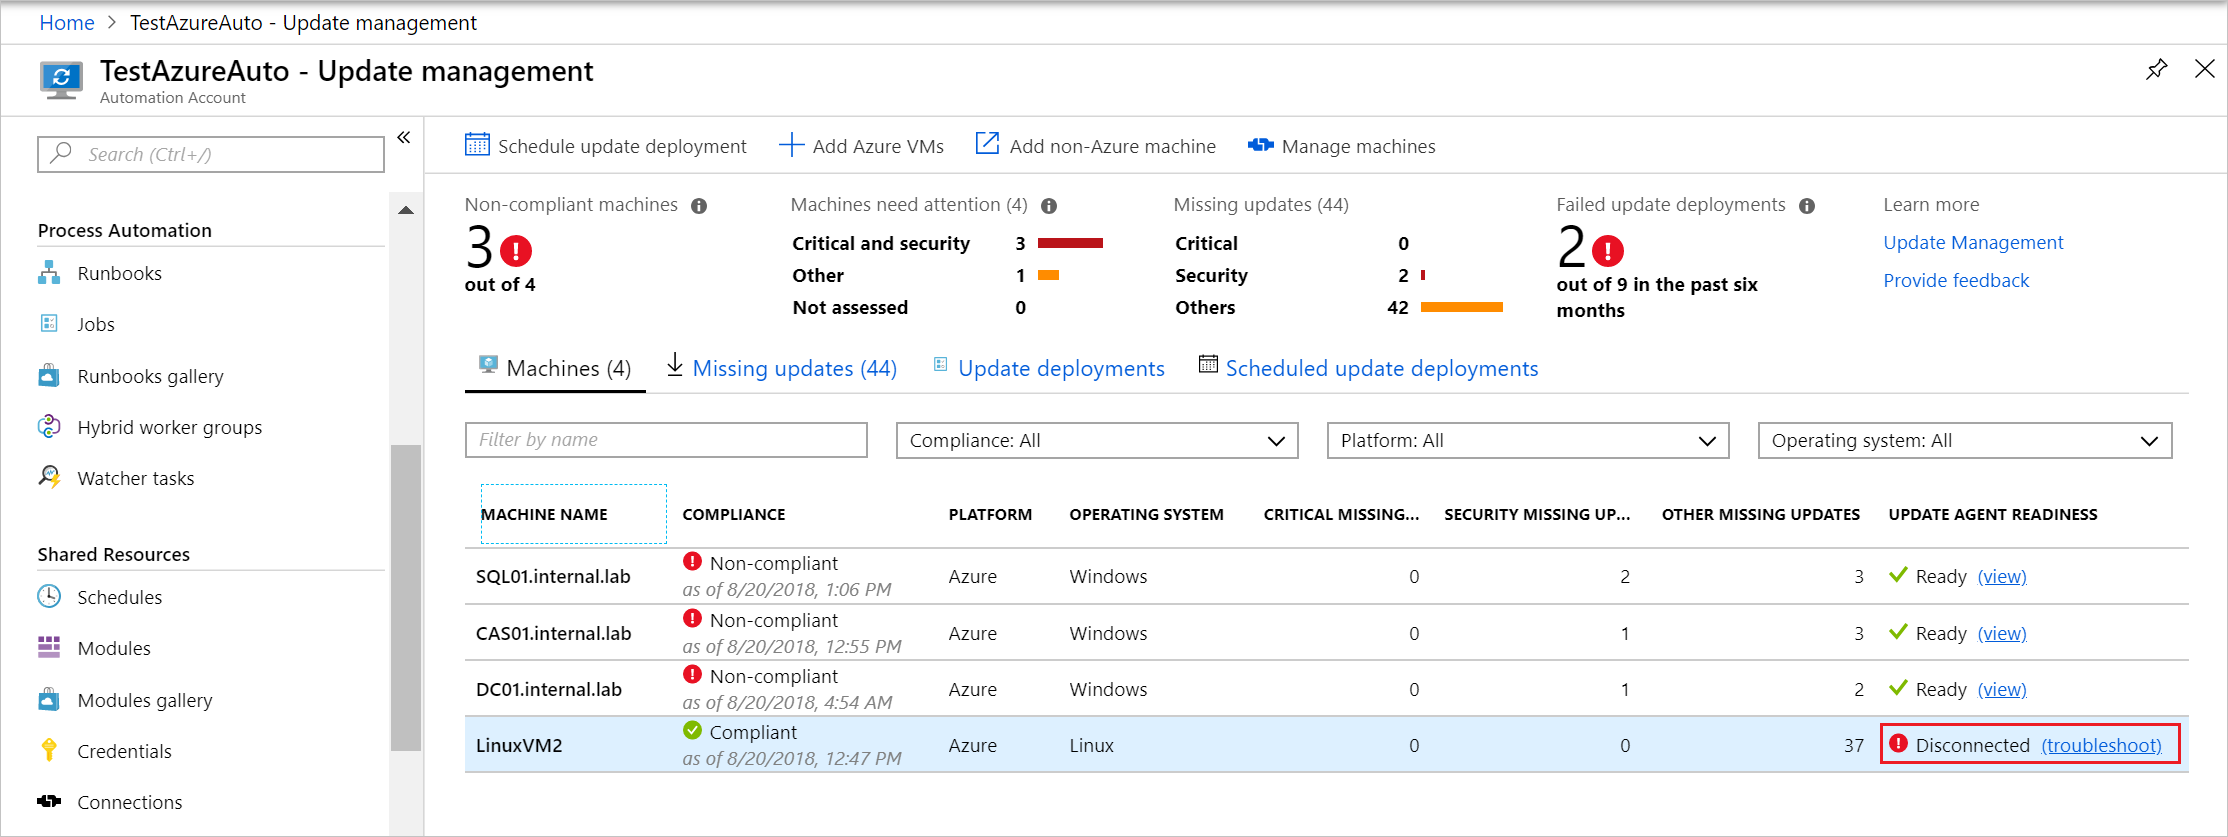 Home > TestAzureAuto - Update management
TestAzureAuto - Update management
Automation Account
Search (Ctrl+/)
Process Automation
Runbooks
Jobs
Runbooks gallery
Hybrid worker groups
Watcher tasks
Shared Resources
Schedules
Modules
Modules gallery
Credentials
Connections
Schedule update deployment
Add Azure VMs
Add non-Azure machine
Manage machines
Non-compliant machines
3
out of 4
Machines need attention (4)
Critical and security 3
Other 1
Not assessed 0
Missing updates (44)
Critical 0
Security 2
Others 42
Failed update deployments
2
out of 9 in the past six
months
Learn more
Update Management
Provide feedback
Machines (4) Missing updates (44) Update deployments Scheduled update deployments
Filter by name Compliance: All Platform: All Operating system: All
MACHINE NAME COMPLIANCE PLATFORM OPERATING SYSTEM CRITICAL MISSING... SECURITY MISSING UP... OTHER MISSING UPDATES UPDATE AGENT READINESS
SQL01.internal.lab Non-compliant Azure Windows 0 2 3 Ready (view)
as of 8/20/2018, 1:06 PM
CAS01.internal.lab Non-compliant Azure Windows 0 1 3 Ready (view)
as of 8/20/2018, 12:55 PM
DC01.internal.lab Non-compliant Azure Windows 0 1 2 Ready (view)
as of 8/20/2018, 4:54 AM
LinuxVM2 Compliant Azure Linux 0 0 37 Disconnected (troubleshoot)
as of 8/20/2018, 12:47 PM